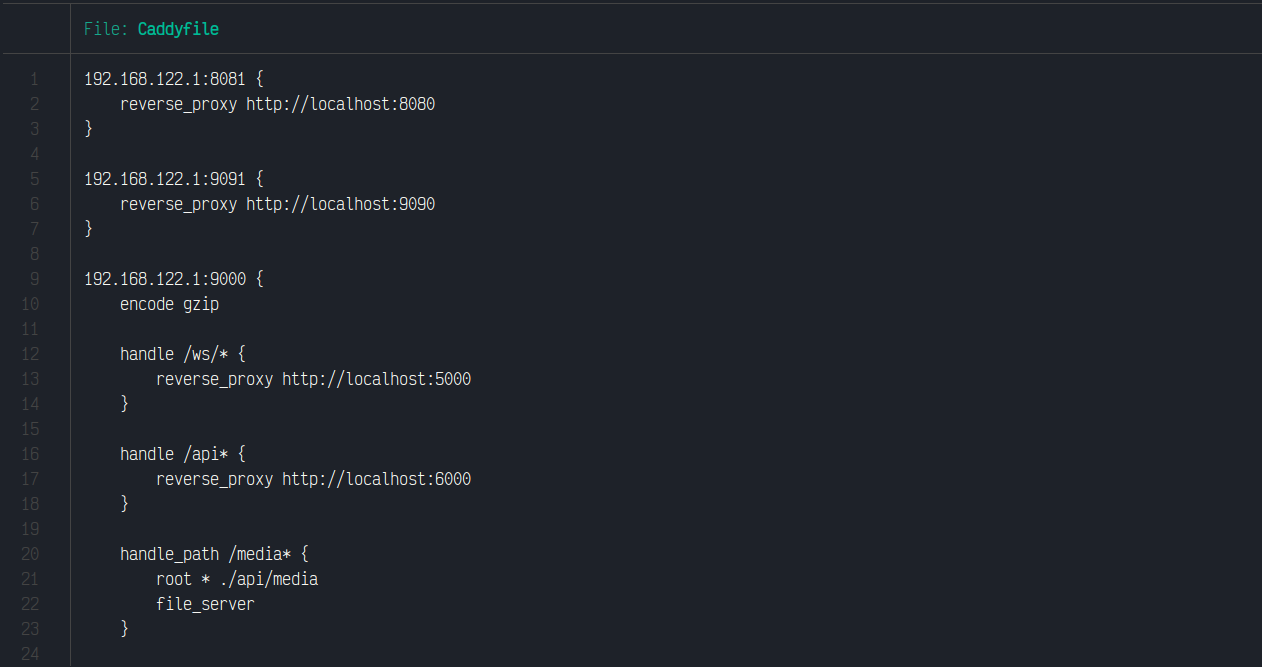 File: Caddyfile
1 192.168.122.1:8081 {
2     reverse_proxy http://localhost:8080
3 }
4
5 192.168.122.1:9091 {
6     reverse_proxy http://localhost:9090
7 }
8
9 192.168.122.1:9000 {
10     encode gzip
11
12     handle /ws/* {
13         reverse_proxy http://localhost:5000
14     }
15
16     handle /api* {
17         reverse_proxy http://localhost:6000
18     }
19
20     handle_path /media* {
21         root * ./api/media
22         file_server
23     }
24